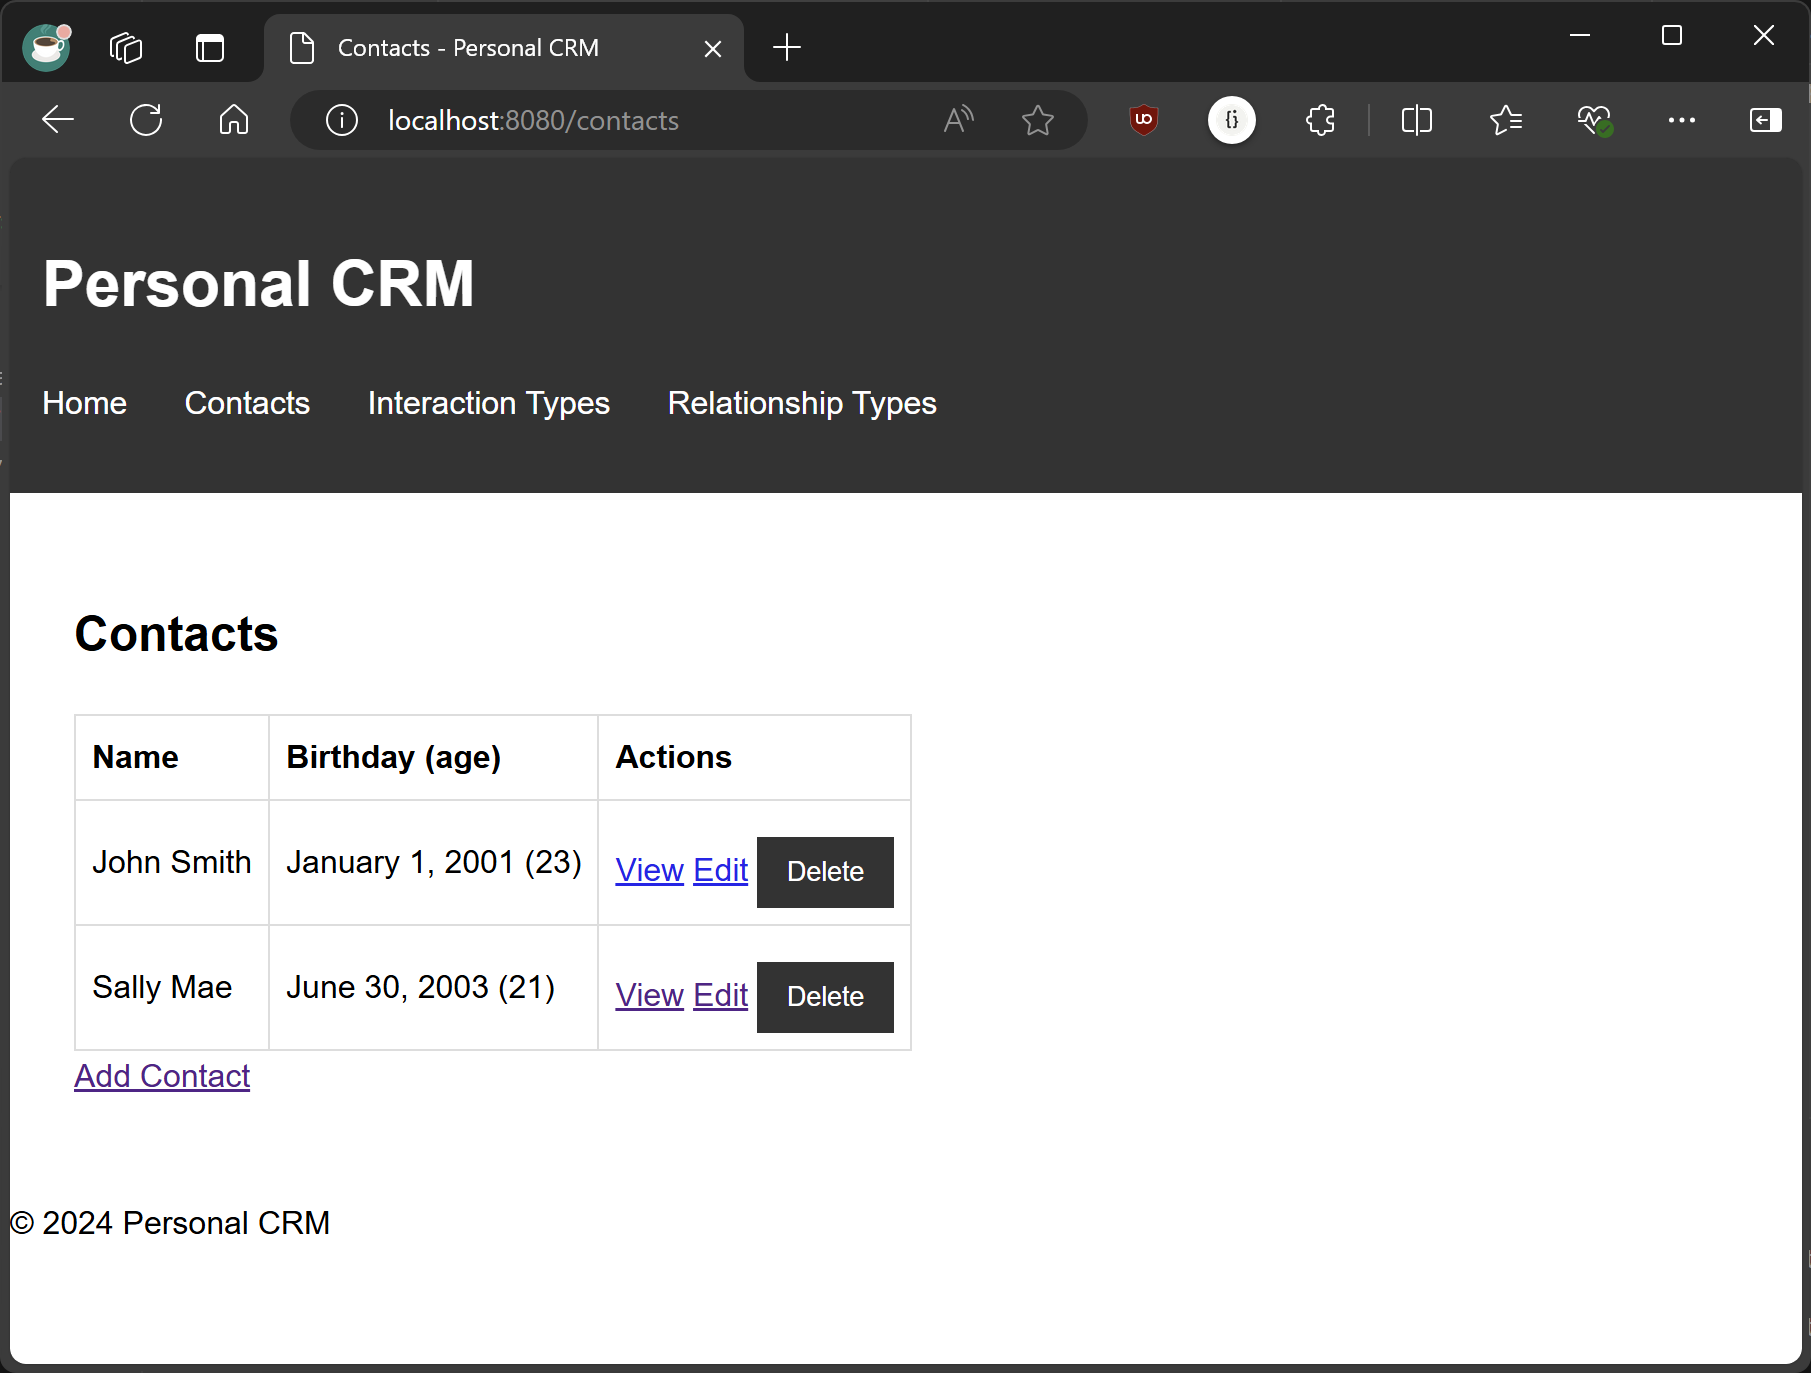 Contacts - Personal CRM
localhost:8080/contacts
Personal CRM
Home Contacts Interaction Types Relationship Types
Contacts
Name Birthday (age) Actions
John Smith January 1, 2001 (23) View Edit Delete
Sally Mae June 30, 2003 (21) View Edit Delete
Add Contact
© 2024 Personal CRM